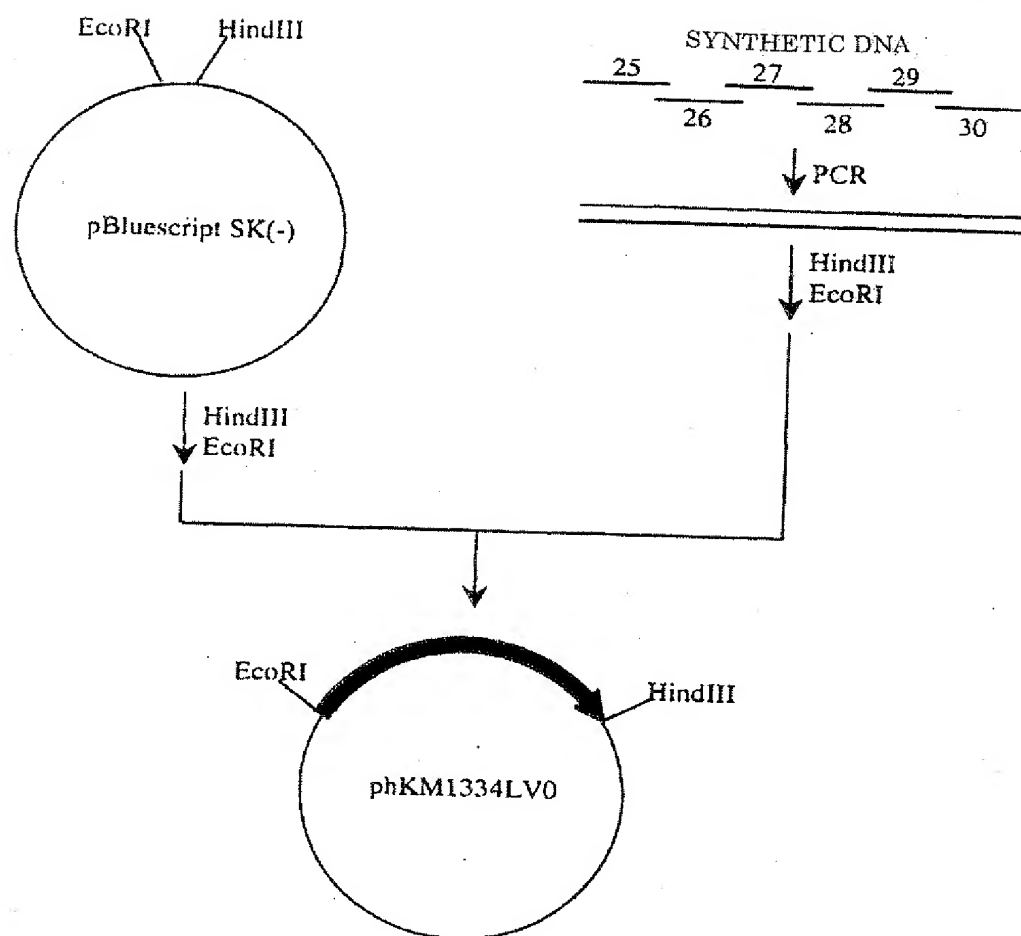 EcoRI HindIII
SYNTHETIC DNA
25 27 29
26 28 30
PCR
pBluescript SK(-)
HindIII
EcoRI
HindIII
EcoRI
EcoRI
HindIII
phKM1334LV0